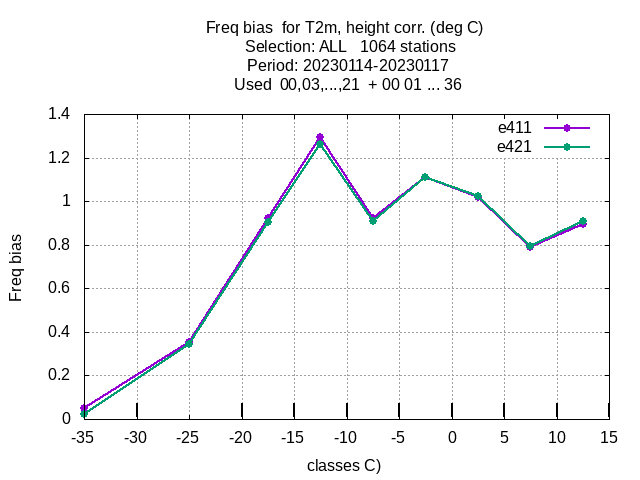 Freq bias  for T2m, height corr. (deg C)
Selection: ALL   1064 stations
Period: 20230114-20230117
Used  00,03,...,21  + 00 01 ... 36
e411
e421
1.4
1.2
1
0.8
0.6
0.4
0.2
0
Freq bias
-35 -30 -25 -20 -15 -10 -5 0 5 10 15
classes C)